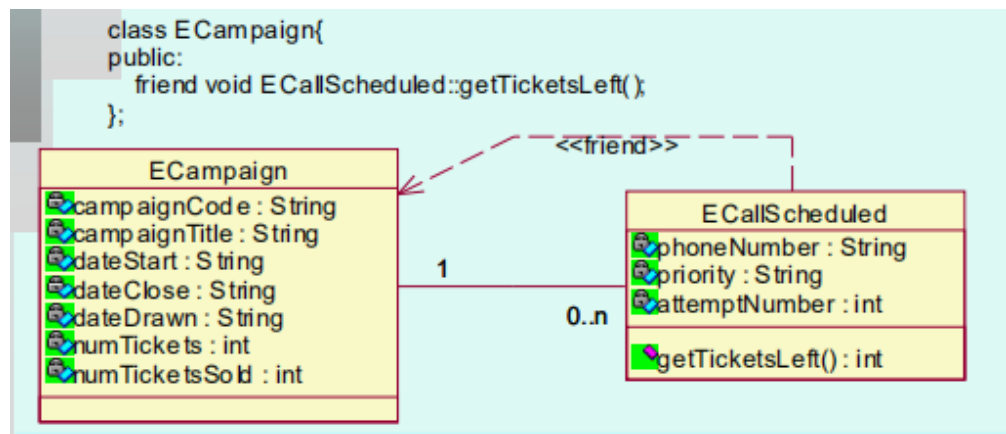 class ECampaign{
public:
friend void ECallScheduled::getTicketsLeft();
};
<<friend>>
ECampaign
campaignCode : String
campaignTitle : String
dateStart : String
dateClose : String
dateDrawn : String
numTickets : int
numTicketsSold : int
1
0..n
ECallScheduled
phoneNumber : String
priority : String
attemptNumber : int
getTicketsLeft() : int